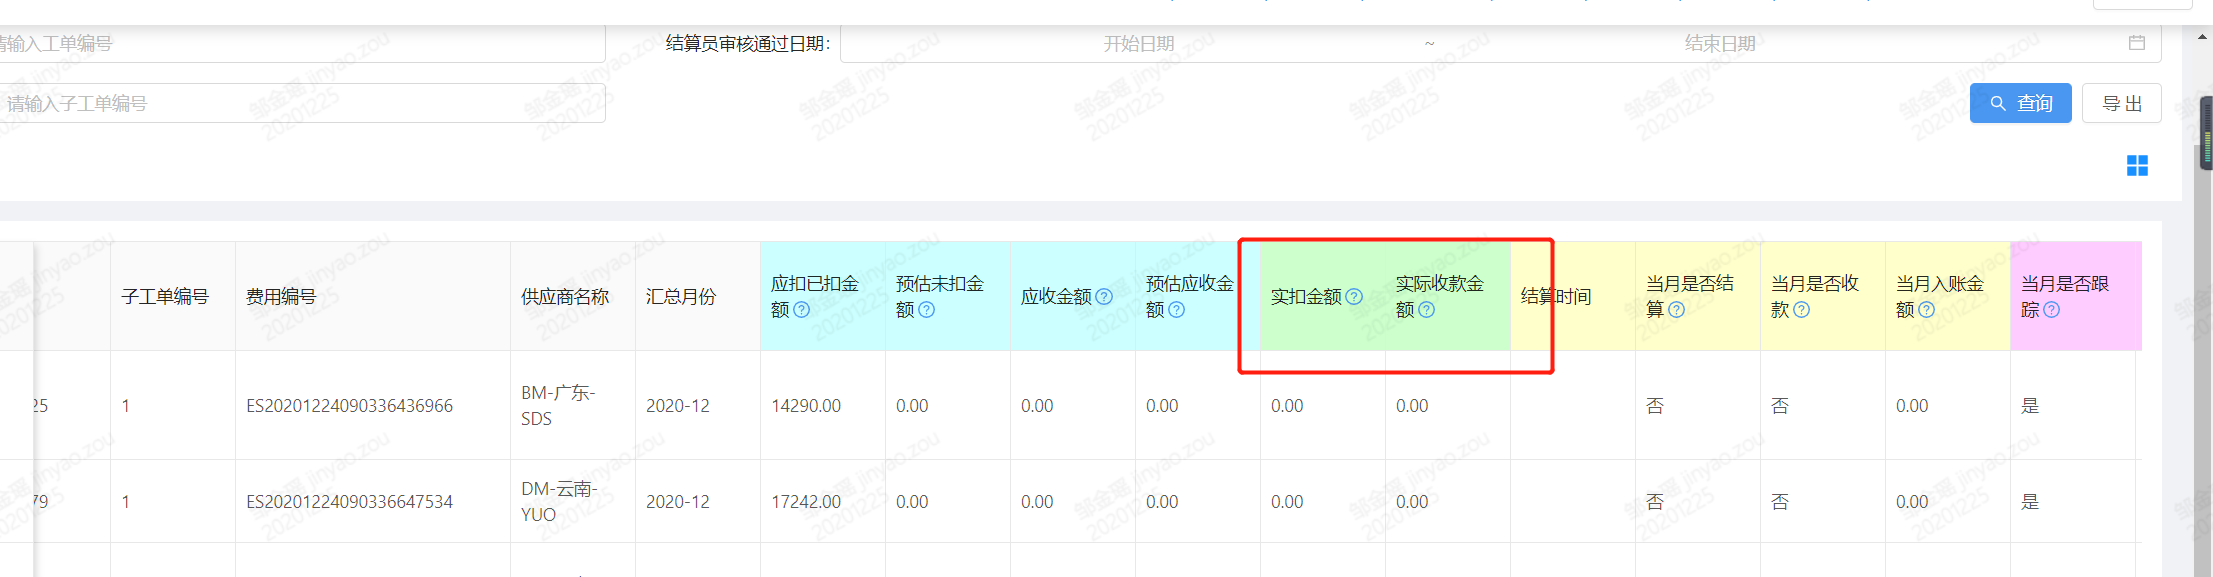 请输入工单编号
结算员审核通过日期:
开始日期
~
结束日期
请输入子工单编号
查询
导出
子工单编号
费用编号
供应商名称
汇总月份
应扣已扣金
额
预估未扣金
额
应收金额
预估应收金
额
实扣金额
实际收款金
额
结算时间
当月是否结
算
当月是否收
款
当月入账金
额
当月是否跟
踪
25
1
ES20201224090336436966
BM-广东-
SDS
2020-12
14290.00
0.00
0.00
0.00
0.00
0.00
否
否
0.00
是
79
1
ES20201224090336647534
DM-云南-
YUO
2020-12
17242.00
0.00
0.00
0.00
0.00
0.00
否
否
0.00
是
邹金瑶 jinyao.zou
20201225